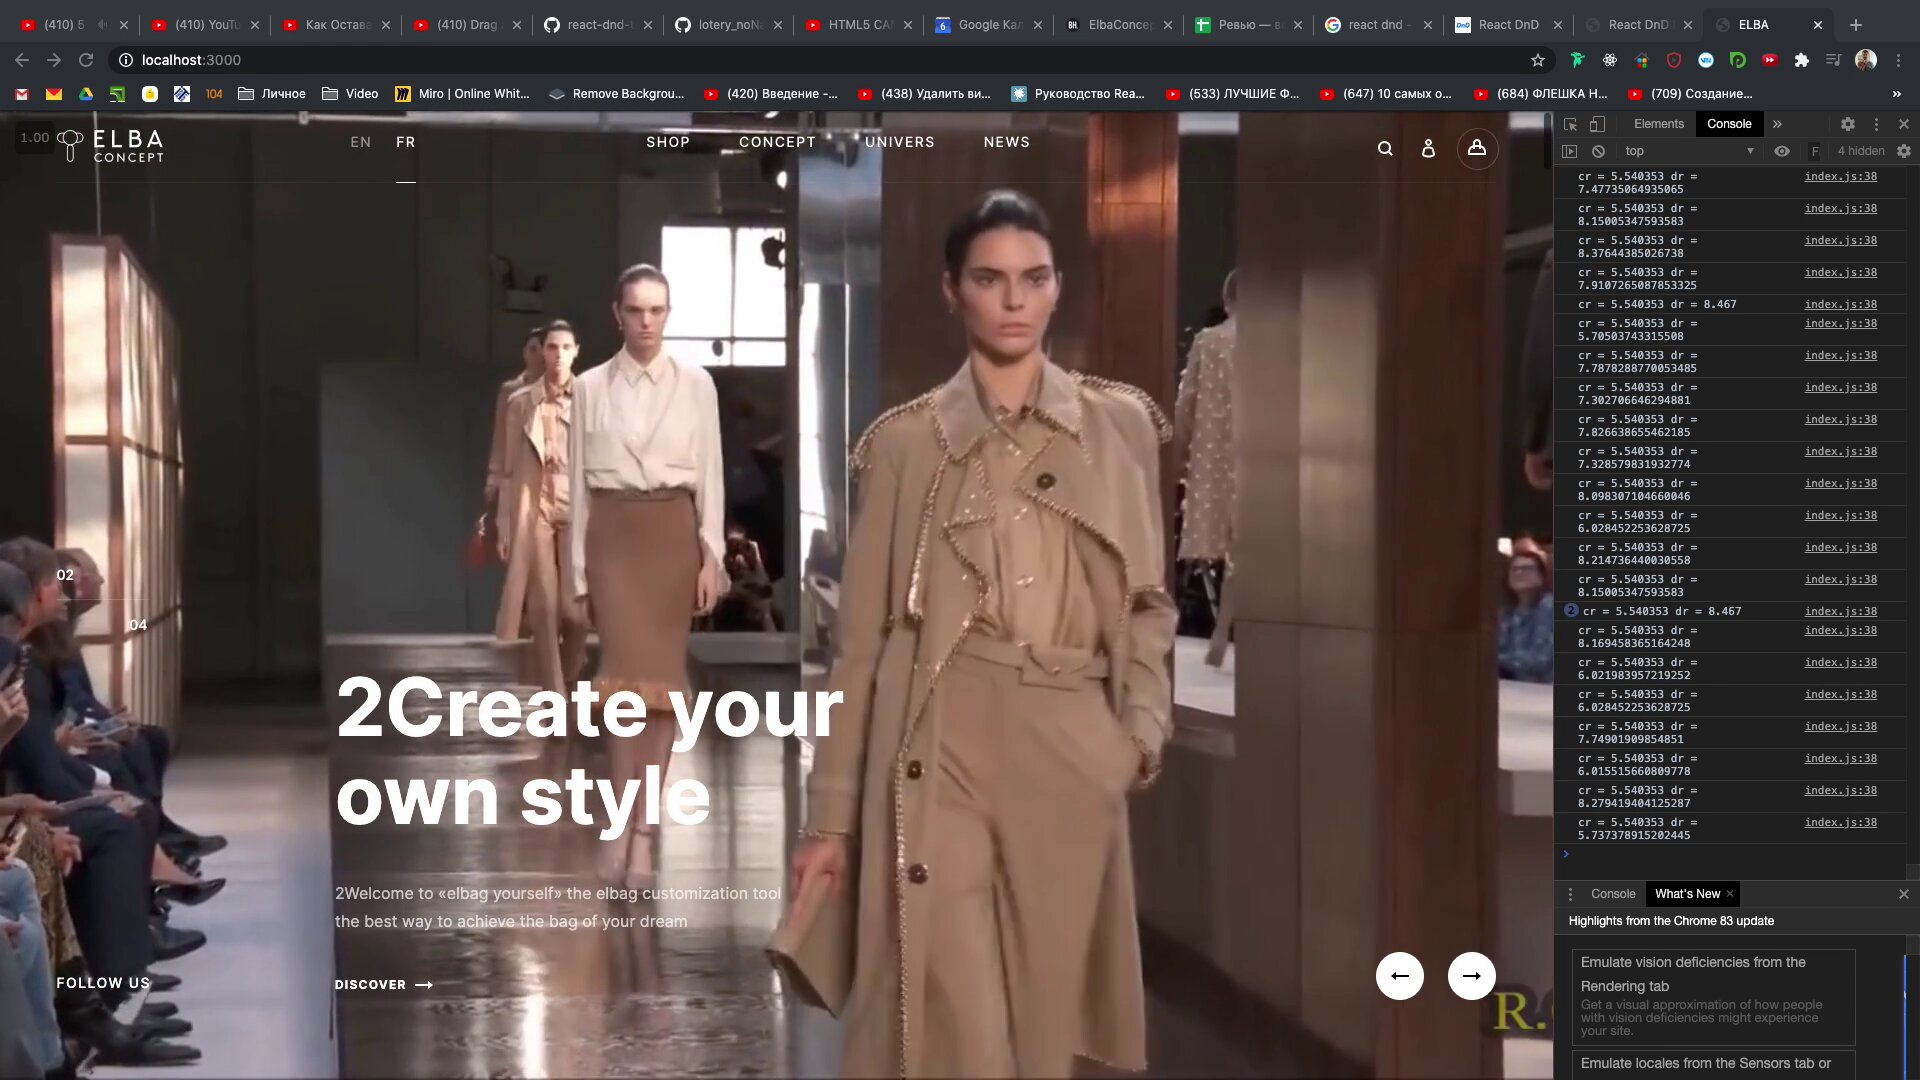 (410) 5
(410) YouTu
Как Остава
(410) Drag
react-dnd-t
lotery_noNa
HTML5 CAN
Google Кал
ElbaConcep
Ревью — в
react dnd -
React DnD
React DnD
ELBA
localhost:3000
Личное
Video
Miro | Online Whit...
Remove Backgrou...
(420) Введение -...
(438) Удалить ви...
Руководство Rea...
(533) ЛУЧШИЕ Ф...
(647) 10 самых о...
(684) ФЛЕШКА Н...
(709) Создание...
»
1.00
ELBA
CONCEPT
EN
FR
SHOP
CONCEPT
UNIVERS
NEWS
02
04
2Create your
own style
2Welcome to «elbag yourself» the elbag customization tool
the best way to achieve the bag of your dream
DISCOVER
FOLLOW US
R.
Elements
Console
»
top
F
4 hidden
cr = 5.540353 dr = index.js:38
7.47735064935065
cr = 5.540353 dr = index.js:38
8.15005347593583
cr = 5.540353 dr = index.js:38
8.37644385026738
cr = 5.540353 dr = index.js:38
7.9107265087853325
cr = 5.540353 dr = 8.467 index.js:38
cr = 5.540353 dr = index.js:38
5.70503743315508
cr = 5.540353 dr = index.js:38
7.7878288770053485
cr = 5.540353 dr = index.js:38
7.302706646294881
cr = 5.540353 dr = index.js:38
7.826638655462185
cr = 5.540353 dr = index.js:38
7.328579831932774
cr = 5.540353 dr = index.js:38
8.098307104660046
cr = 5.540353 dr = index.js:38
6.028452253628725
cr = 5.540353 dr = index.js:38
8.214736440030558
cr = 5.540353 dr = index.js:38
8.15005347593583
2 cr = 5.540353 dr = 8.467 index.js:38
cr = 5.540353 dr = index.js:38
8.169458365164248
cr = 5.540353 dr = index.js:38
6.021983957219252
cr = 5.540353 dr = index.js:38
6.028452253628725
cr = 5.540353 dr = index.js:38
7.74901909854851
cr = 5.540353 dr = index.js:38
6.015515660809778
cr = 5.540353 dr = index.js:38
8.279419404125287
cr = 5.540353 dr = index.js:38
5.737378915202445
Console
What's New
Highlights from the Chrome 83 update
Emulate vision deficiencies from the
Rendering tab
Get a visual approximation of how people
with vision deficiencies might experience
your site.
Emulate locales from the Sensors tab or